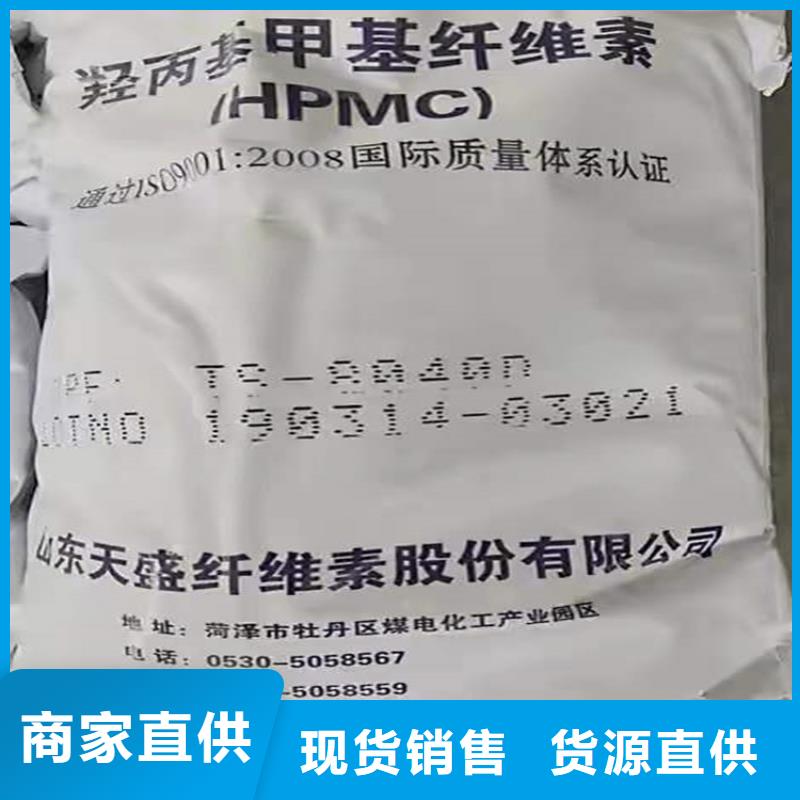 羟丙基甲基纤维素
(HPMC)
通过ISO9001:2008国际质量体系认证
TS-8040D
LOTNO 190314-03021
山东天盛纤维素股份有限公司
地址: 菏泽市牡丹区煤电化工产业园区
电话: 0530-5058567
-5058559
商家直供 现货销售 货源直供